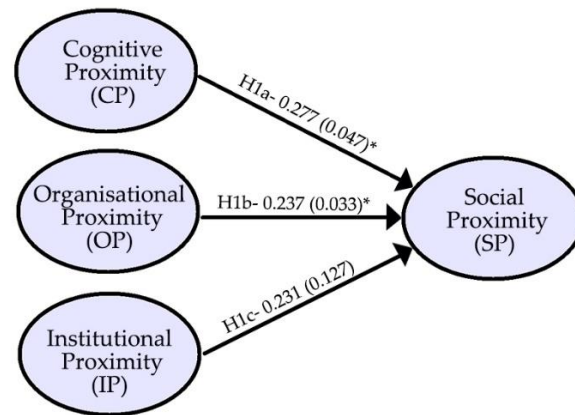 Cognitive
Proximity
(CP)
H1a- 0.277 (0.047)*
Organisational
Proximity
(OP)
H1b- 0.237 (0.033)*
Social
Proximity
(SP)
H1c- 0.231 (0.127)
Institutional
Proximity
(IP)